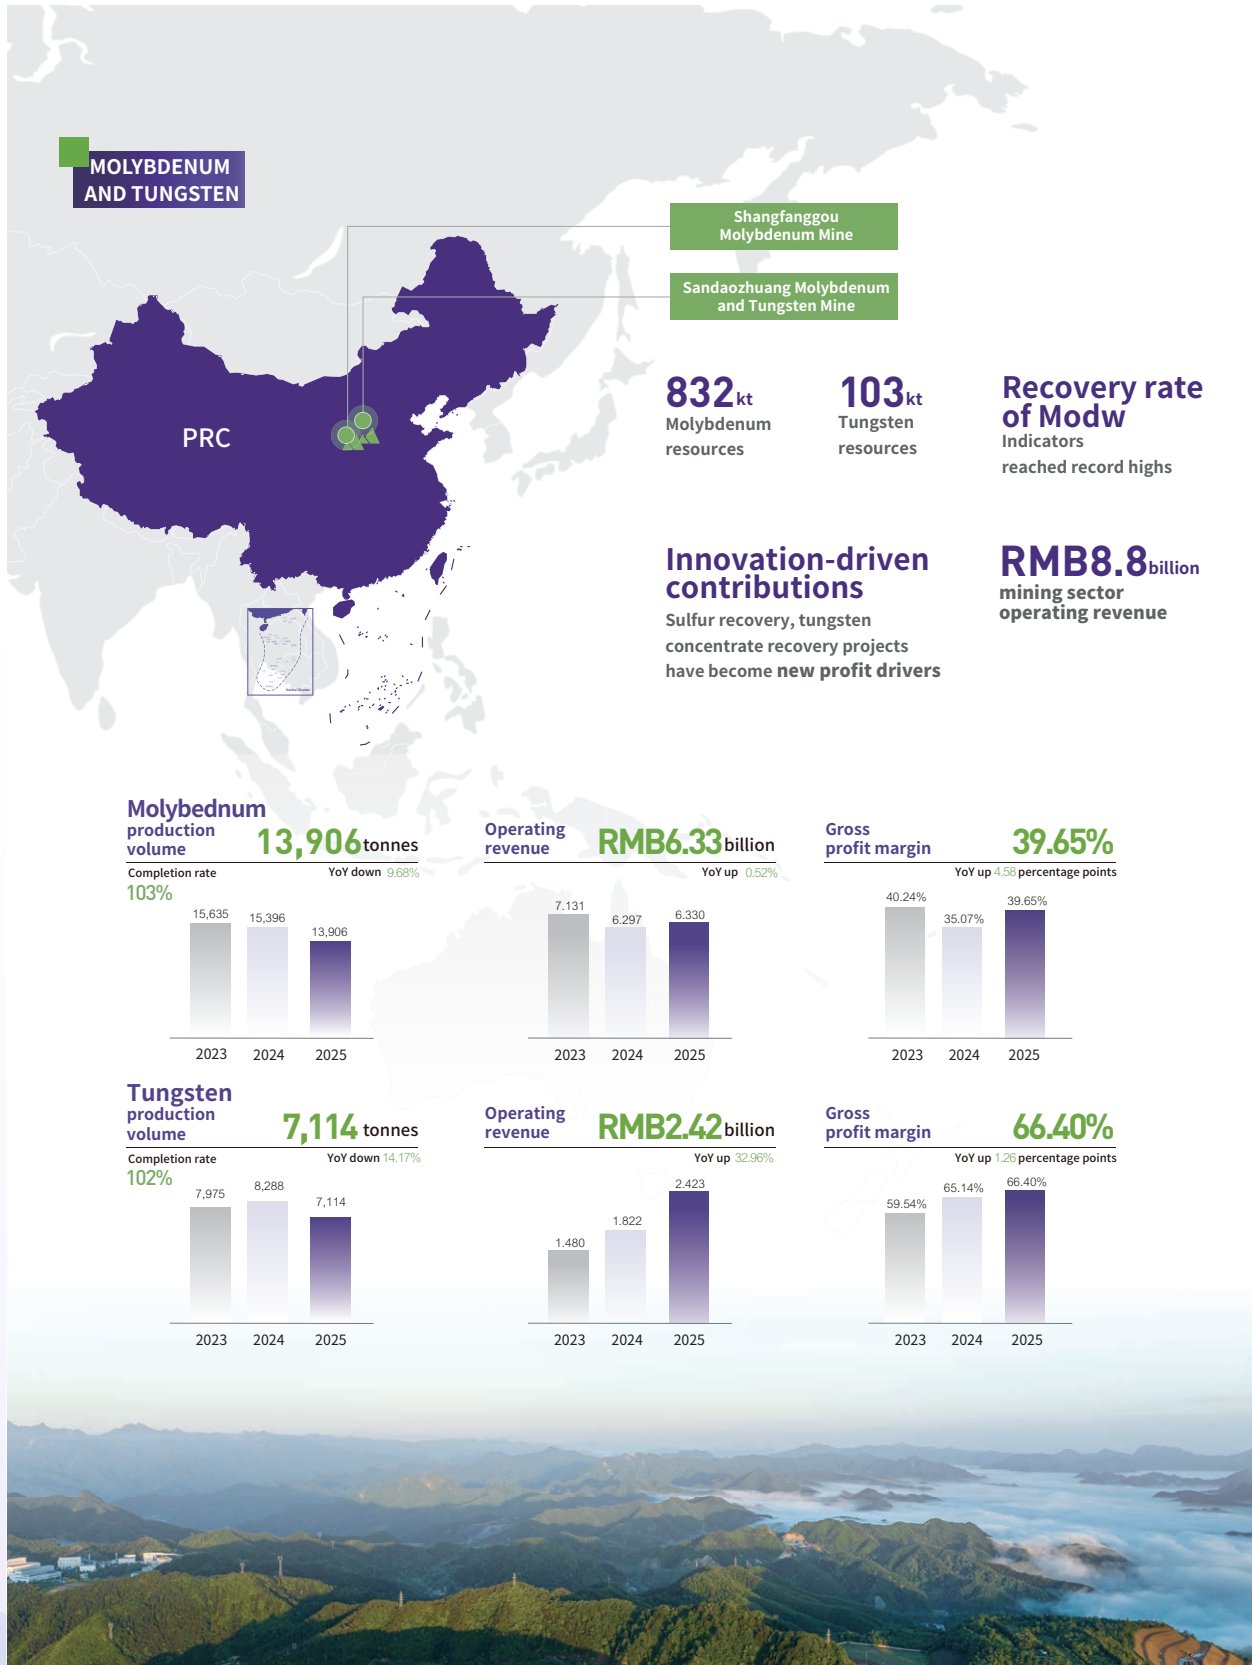 MOLYBDENUM
AND TUNGSTEN
Shangfanggou
Molybdenum Mine
Sandaozhuang Molybdenum
and Tungsten Mine
PRC
832kt
Molybdenum
resources
103kt
Tungsten
resources
Recovery rate
of Modw
Indicators
reached record highs
Innovation-driven
contributions
Sulfur recovery, tungsten
concentrate recovery projects
have become new profit drivers
RMB8.8billion
mining sector
operating revenue
Molybednum
production
volume
13,906tonnes
Completion rate
YoY down 9.68%
103%
15,635
15,396
13,906
2023
2024
2025
Operating
revenue
RMB6.33billion
YoY up 0.52%
7.131
6.297
6.330
2023
2024
2025
Gross
profit margin
39.65%
YoY up 4.58 percentage points
40.24%
35.07%
39.65%
2023
2024
2025
Tungsten
production
volume
7,114 tonnes
Completion rate
YoY down 14.17%
102%
7,975
8,288
7,114
2023
2024
2025
Operating
revenue
RMB2.42billion
YoY up 32.96%
1.480
1.822
2.423
2023
2024
2025
Gross
profit margin
66.40%
YoY up 1.26 percentage points
59.54%
65.14%
66.40%
2023
2024
2025